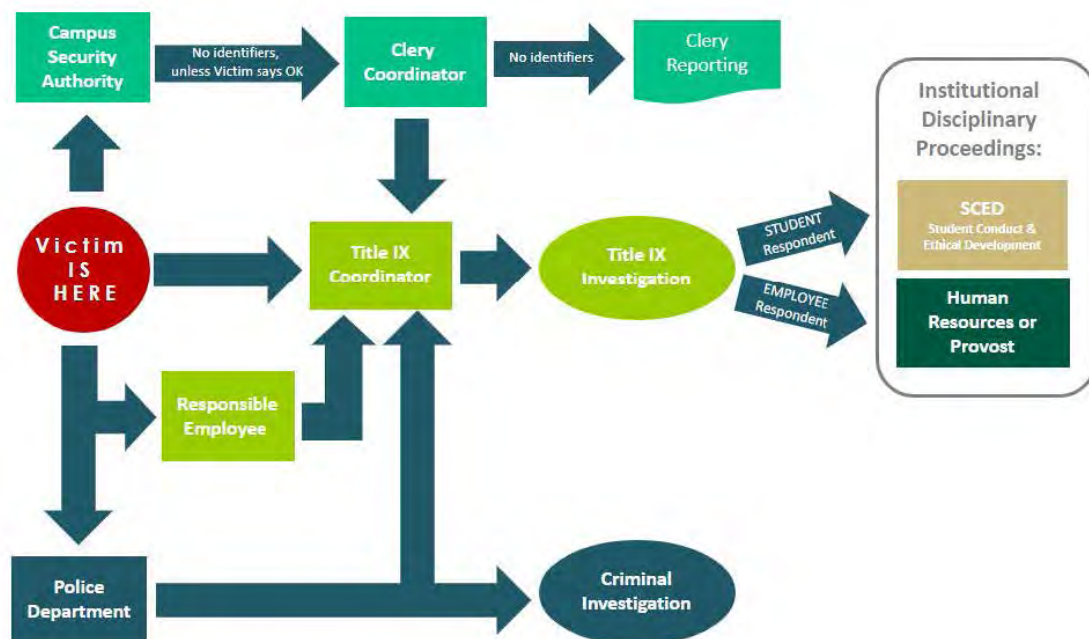 Campus
Security
Authority
No identifiers,
unless Victim says OK
Clery
Coordinator
No identifiers
Clery
Reporting
Institutional
Disciplinary
Proceedings:
SCED
Student Conduct &
Ethical Development
Human
Resources or
Provost
Victim
IS
HERE
Title IX
Coordinator
Title IX
Investigation
STUDENT
Respondent
EMPLOYEE
Respondent
Responsible
Employee
Police
Department
Criminal
Investigation